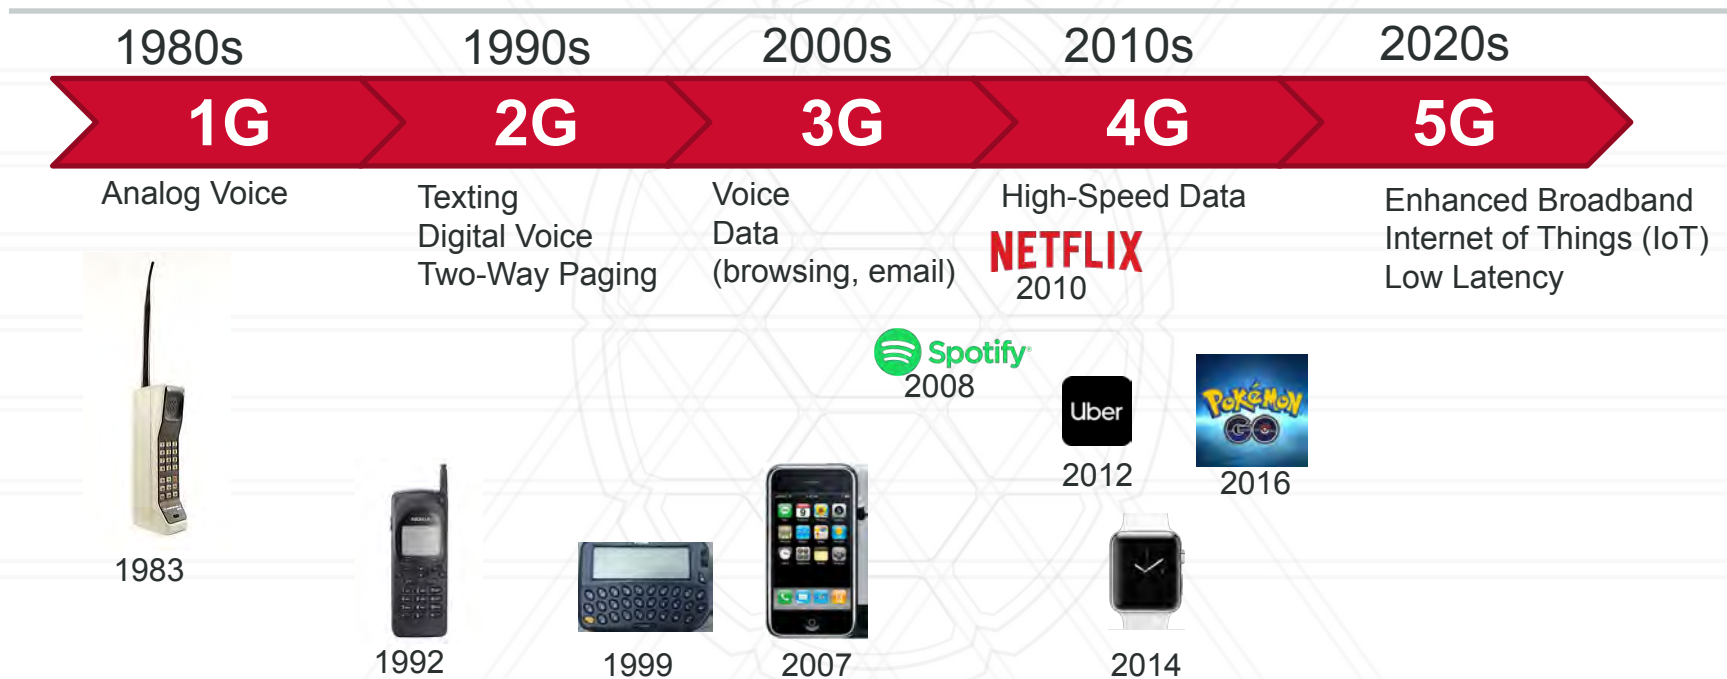 1980s
1990s
2000s
2010s
2020s
1G
2G
3G
4G
5G
Analog Voice
Texting
Digital Voice
Two-Way Paging
Voice
Data
(browsing, email)
High-Speed Data
NETFLIX
2010
Enhanced Broadband
Internet of Things (IoT)
Low Latency
Spotify
2008
Uber
2012
POKéMON
GO
2016
1983
NOKIA
1992
1999
2007
2014